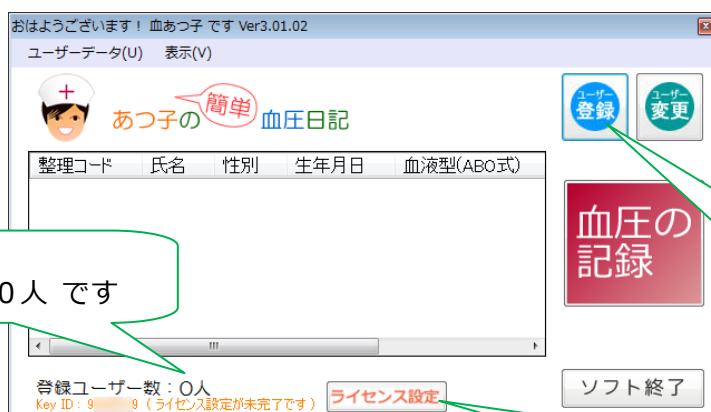 おはようございます！ 血あつ子 です Ver3.01.02
ユーザーデータ(U) 表示(V)
あつ子の 簡単 血圧日記
ユーザー 登録
ユーザー 変更
整理コード 氏名 性別 生年月日 血液型(ABO式)
血圧の
記録
0人 です
登録ユーザー数：0人
Key ID：9 9（ライセンス設定が未完了です）
ライセンス設定
ソフト終了